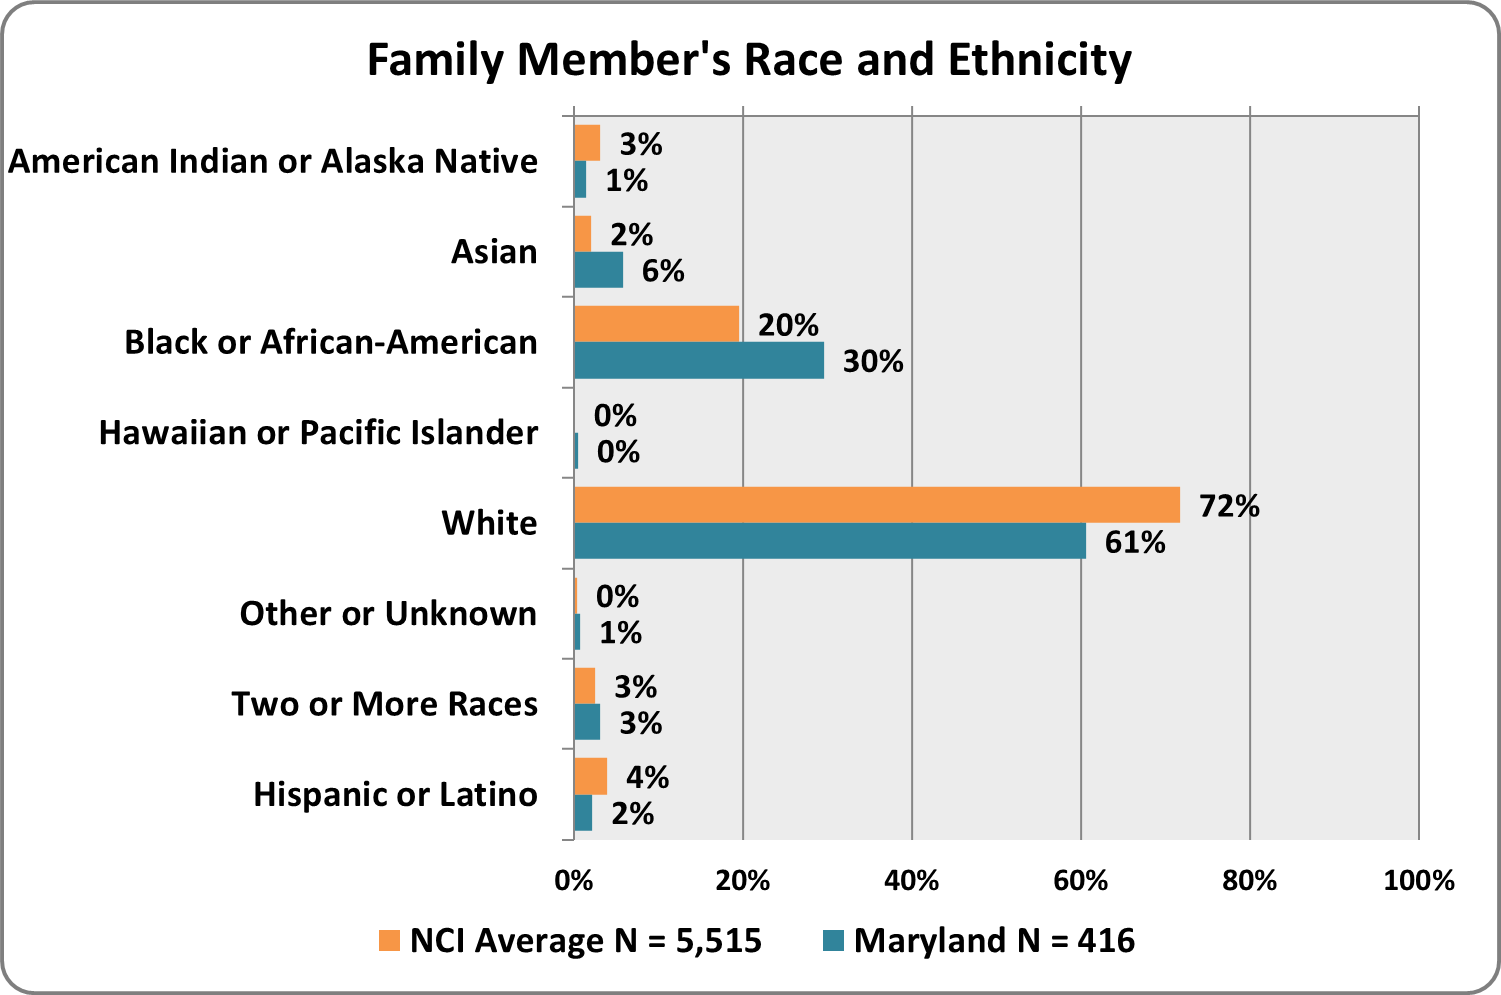 Family Member's Race and Ethnicity
American Indian or Alaska Native
3%
1%
Asian
2%
6%
Black or African-American
20%
30%
Hawaiian or Pacific Islander
0%
0%
White
72%
61%
Other or Unknown
0%
1%
Two or More Races
3%
3%
Hispanic or Latino
4%
2%
0% 20% 40% 60% 80% 100%
NCI Average N = 5,515 Maryland N = 416